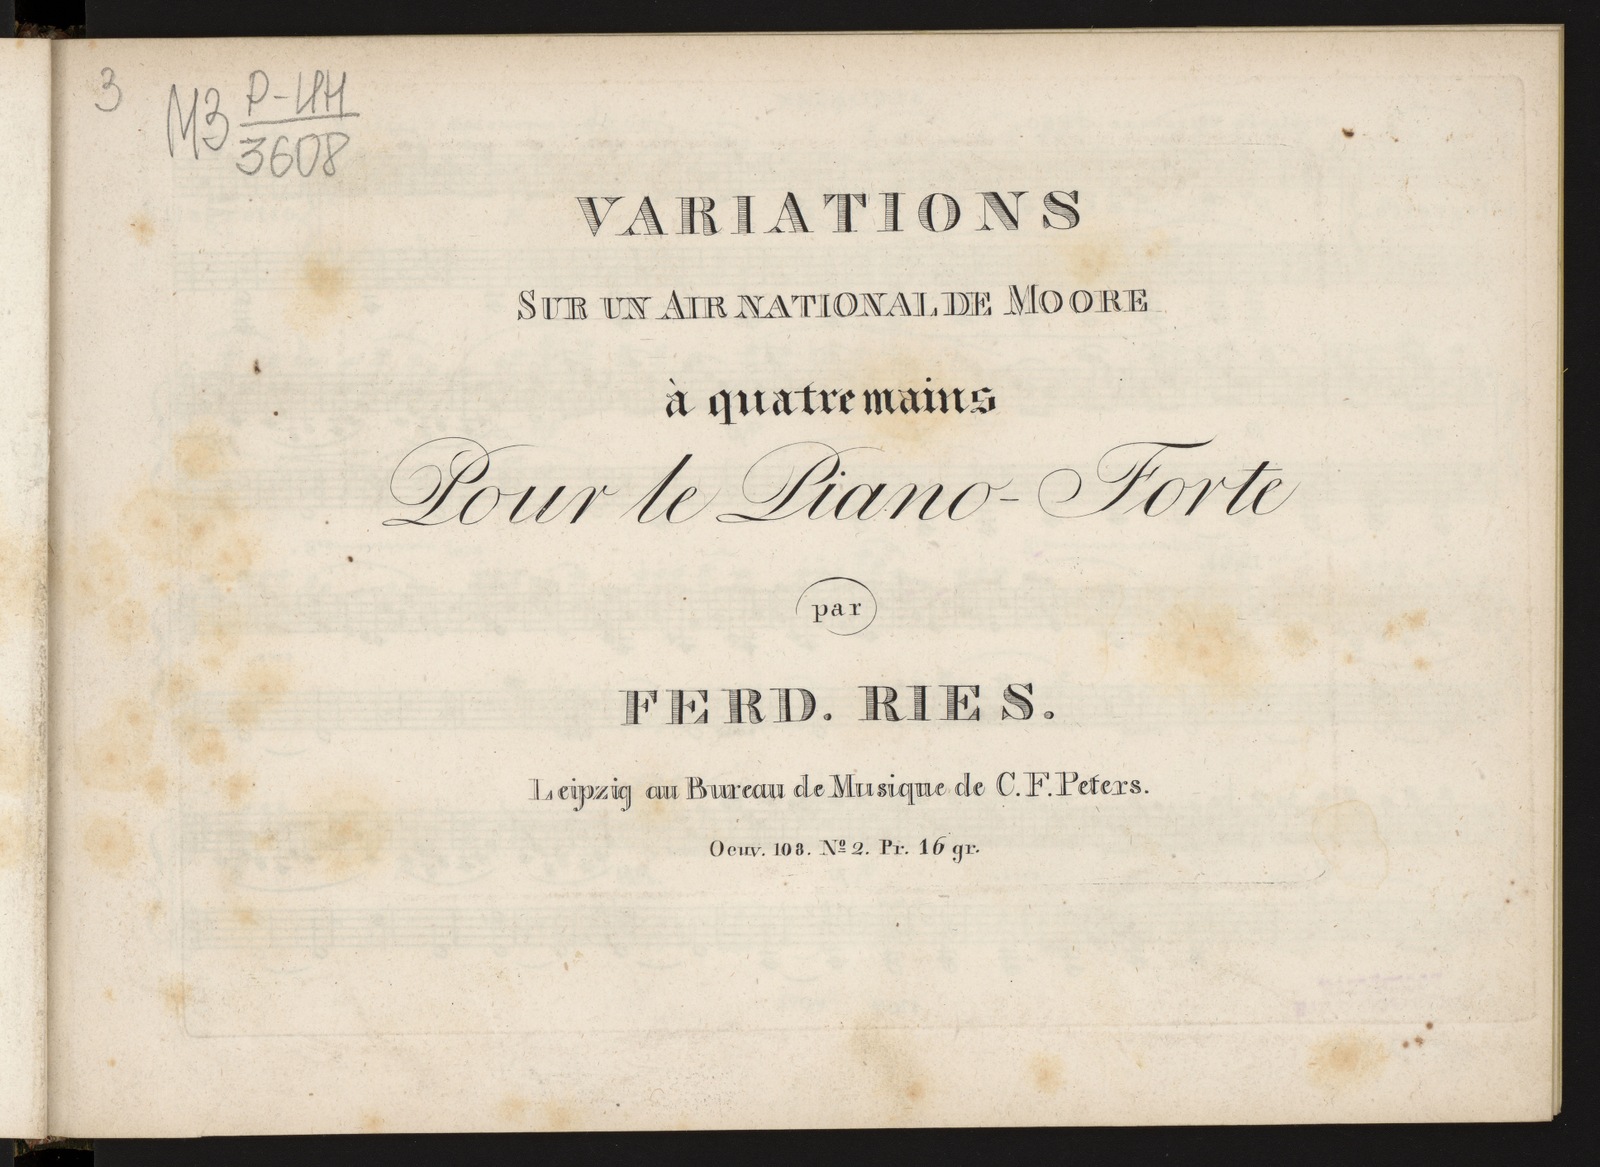 3
МЗ Р-ИН
3608
VARIATIONS
SUR UN AIR NATIONAL DE MOORE
à quatre mains
Pour le Piano-Forte
par
FERD. RIES.
Leipzig au Bureau de Musique de C. F. Peters.
Oeuv. 108. Nº 2. Pr. 16 gr.